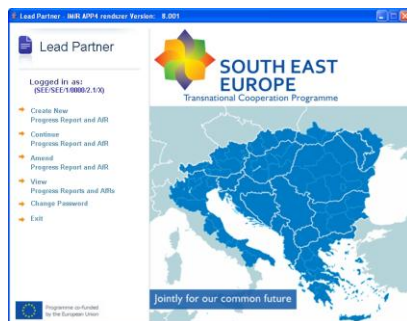 Lead Partner - IMIR APP4 rendszer Version: 8.001
Lead Partner
Logged in as:
(SEE/SEE/1/0000/2.1/X)
Create New
Progress Report and AfR
Continue
Progress Report and AfR
Amend
Progress Report and AfR
View
Progress Reports and AfRs
Change Password
Exit
Programme co-funded
by the European Union
SOUTH EAST
EUROPE
Transnational Cooperation Programme
Jointly for our common future